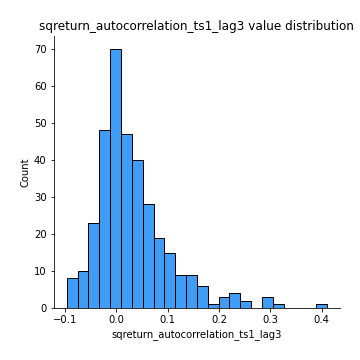 sqreturn_autocorrelation_ts1_lag3 value distribution
70
60
50
40
30
20
10
0
Count
−0.1 0.0 0.1 0.2 0.3 0.4
sqreturn_autocorrelation_ts1_lag3